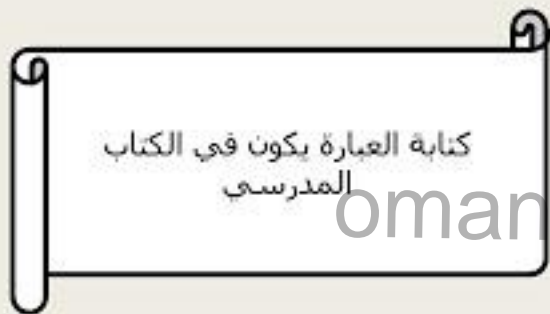 كتابة العبارة يكون في الكتاب
المدرسي
oman